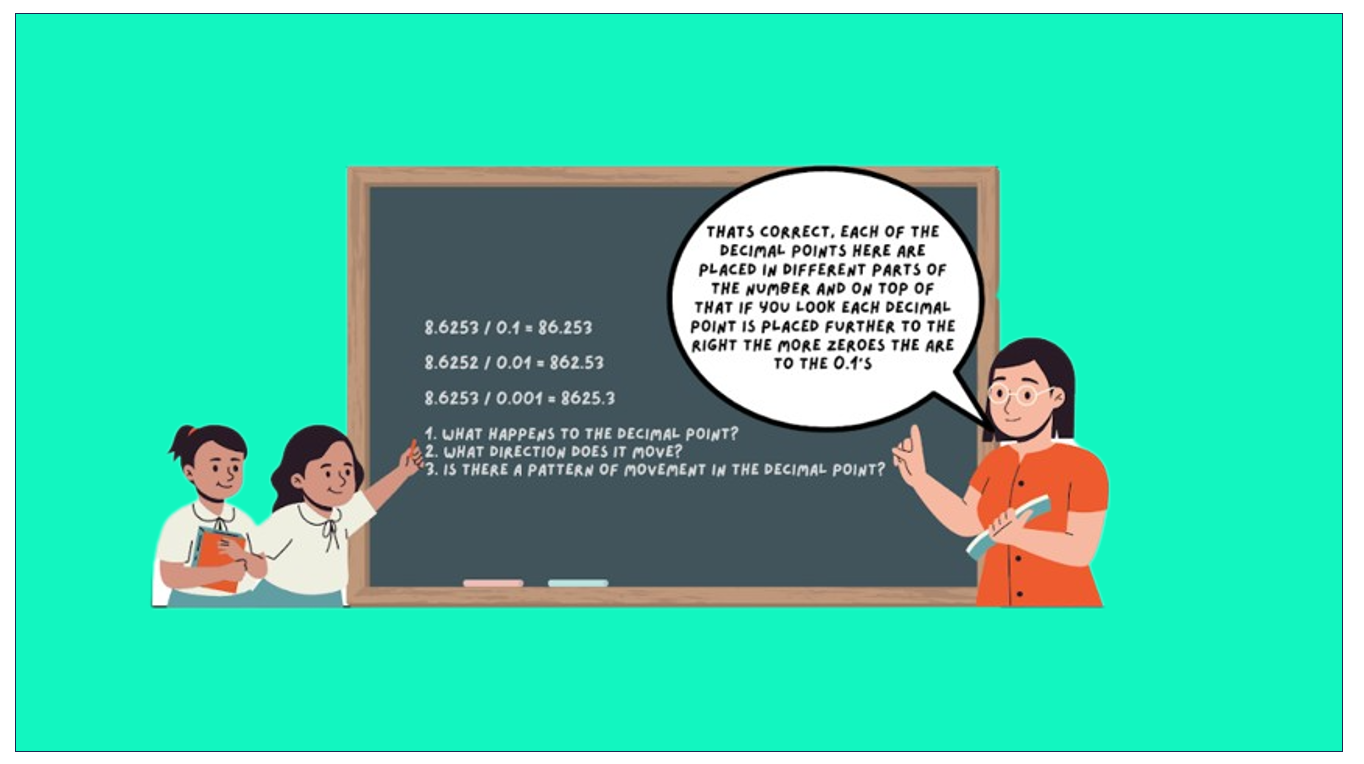 THATS CORRECT, EACH OF THE
DECIMAL POINTS HERE ARE
PLACED IN DIFFERENT PARTS OF
THE NUMBER AND ON TOP OF
THAT IF YOU LOOK EACH DECIMAL
POINT IS PLACED FURTHER TO THE
RIGHT THE MORE ZEROES THE ARE
TO THE 0.1'S
8.6253 / 0.1 = 86.253
8.6252 / 0.01 = 862.53
8.6253 / 0.001 = 8625.3
1. WHAT HAPPENS TO THE DECIMAL POINT?
2. WHAT DIRECTION DOES IT MOVE?
3. IS THERE A PATTERN OF MOVEMENT IN THE DECIMAL POINT?